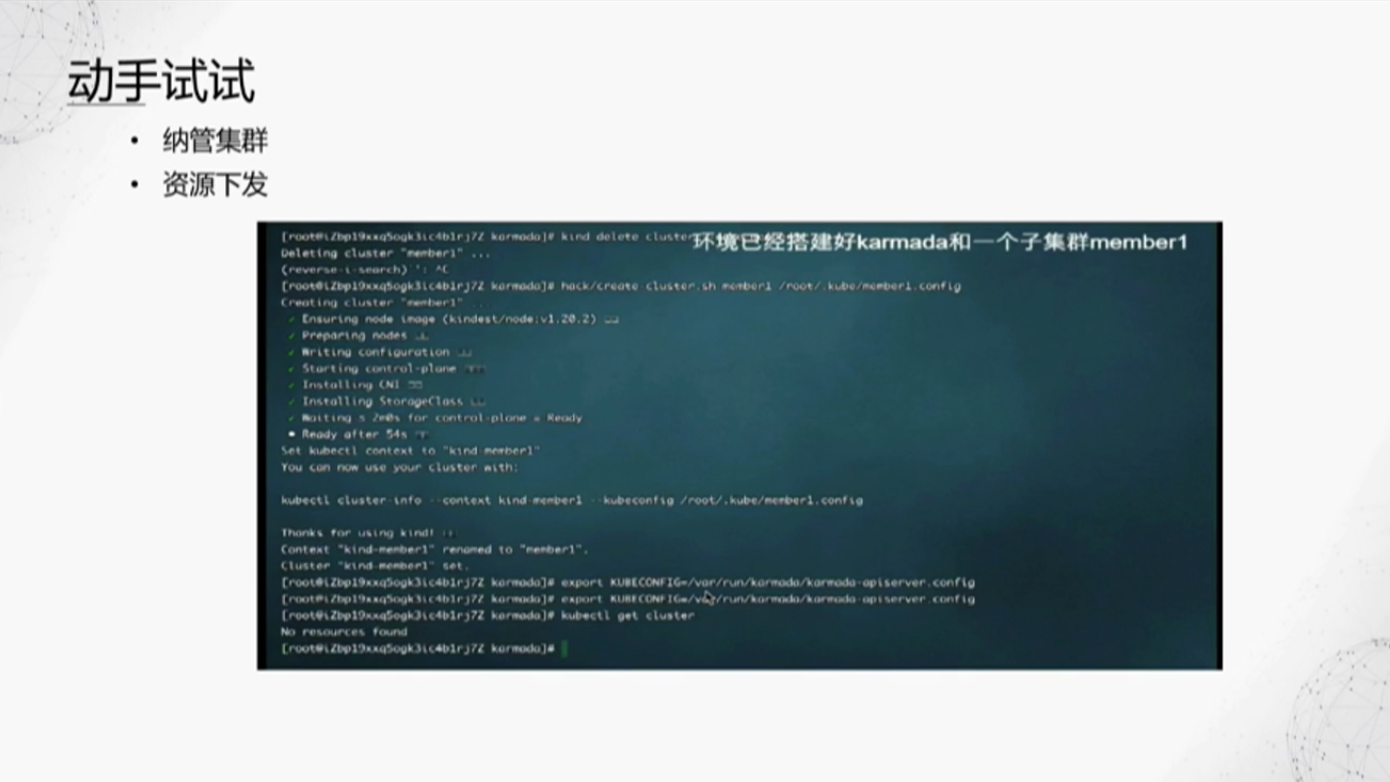 动手试试
• 纳管集群
• 资源下发
环境已经搭建好karmada和一个子集群member1
[root@iZbp19xxq5ogk3ic4b1rj7Z karmada]# kind delete cluster
Deleting cluster "member1" ...
(reverse-i-search)`': ^C
[root@iZbp19xxq5ogk3ic4b1rj7Z karmada]# hack/create-cluster.sh member1 /root/.kube/member1.config
Creating cluster "member1" ...
✓ Ensuring node image (kindest/node:v1.20.2)
✓ Preparing nodes
✓ Writing configuration
✓ Starting control-plane
✓ Installing CNI
✓ Installing StorageClass
✓ Waiting ≤ 2m0s for control-plane = Ready
• Ready after 54s
Set kubectl context to "kind-member1"
You can now use your cluster with:
kubectl cluster-info --context kind-member1 --kubeconfig /root/.kube/member1.config
Thanks for using kind!
Context "kind-member1" renamed to "member1".
Cluster "kind-member1" set.
[root@iZbp19xxq5ogk3ic4b1rj7Z karmada]# export KUBECONFIG=/var/run/karmada/karmada-apiserver.config
[root@iZbp19xxq5ogk3ic4b1rj7Z karmada]# export KUBECONFIG=/var/run/karmada/karmada-apiserver.config
[root@iZbp19xxq5ogk3ic4b1rj7Z karmada]# kubectl get cluster
No resources found
[root@iZbp19xxq5ogk3ic4b1rj7Z karmada]#